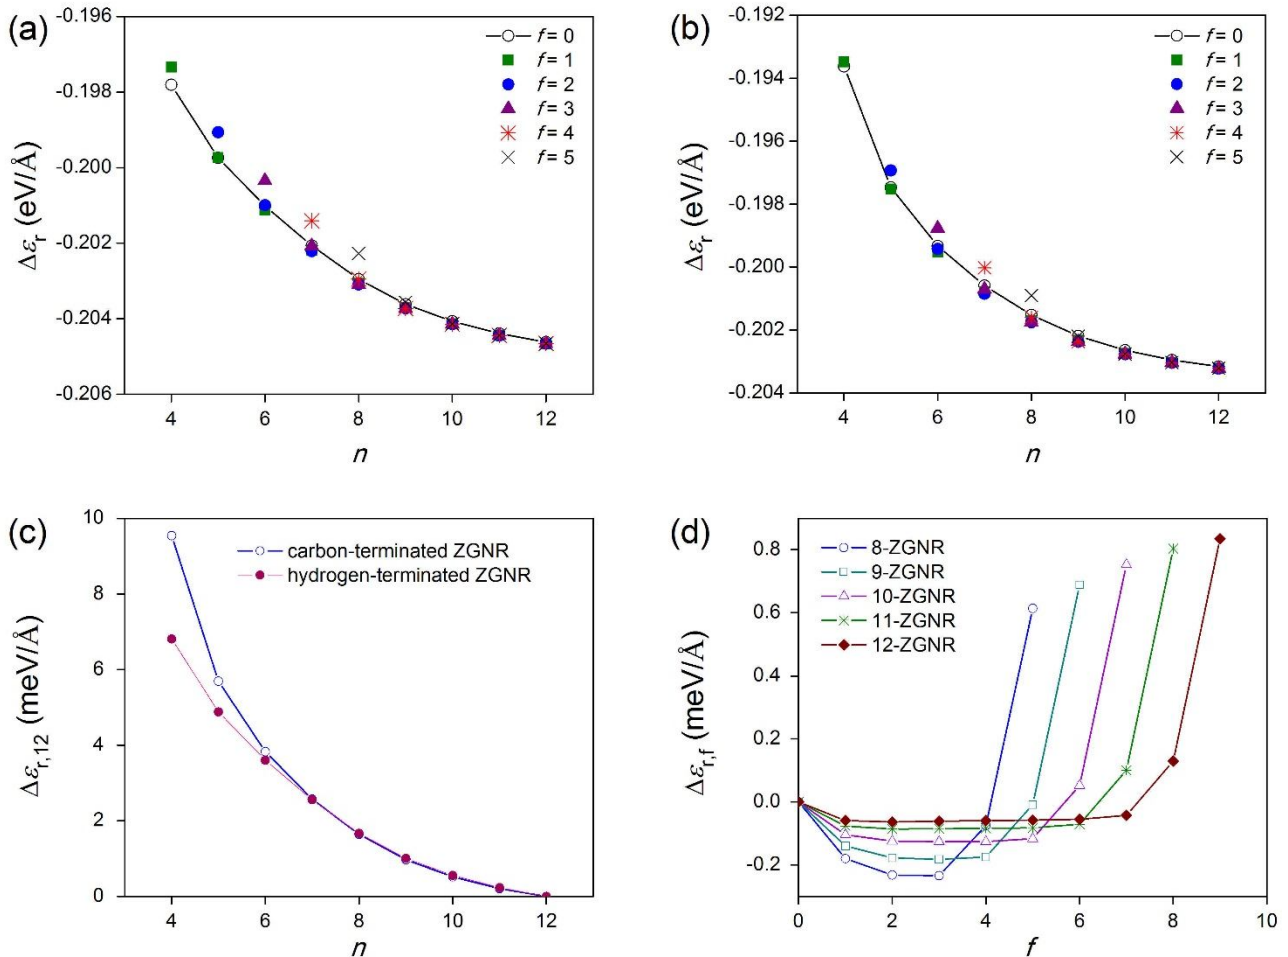 (a)
-0.196
-0.198
-0.200
-0.202
-0.204
-0.206
Δεr (eV/Å)
f = 0
f = 1
f = 2
f = 3
f = 4
f = 5
4 6 8 10 12
n
(b)
-0.192
-0.194
-0.196
-0.198
-0.200
-0.202
-0.204
Δεr (eV/Å)
f = 0
f = 1
f = 2
f = 3
f = 4
f = 5
4 6 8 10 12
n
(c)
10
8
6
4
2
0
Δεr,12 (meV/Å)
carbon-terminated ZGNR
hydrogen-terminated ZGNR
4 6 8 10 12
n
(d)
0.8
0.6
0.4
0.2
0.0
-0.2
Δεr,f (meV/Å)
8-ZGNR
9-ZGNR
10-ZGNR
11-ZGNR
12-ZGNR
0 2 4 6 8 10
f